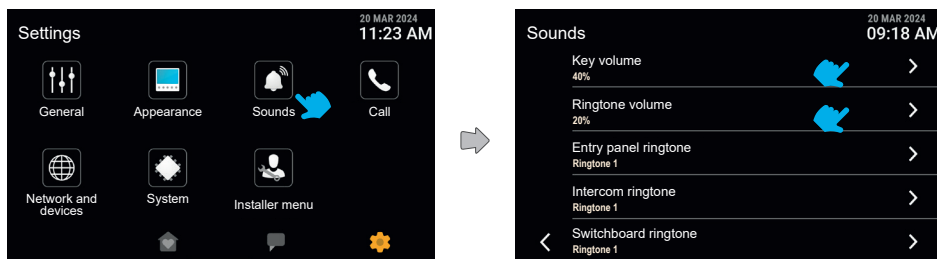 Settings
20 MAR 2024
11:23 AM
General
Appearance
Sounds
Call
Network and
devices
System
Installer menu
Sounds
20 MAR 2024
09:18 AM
Key volume
40%
Ringtone volume
20%
Entry panel ringtone
Ringtone 1
Intercom ringtone
Ringtone 1
Switchboard ringtone
Ringtone 1